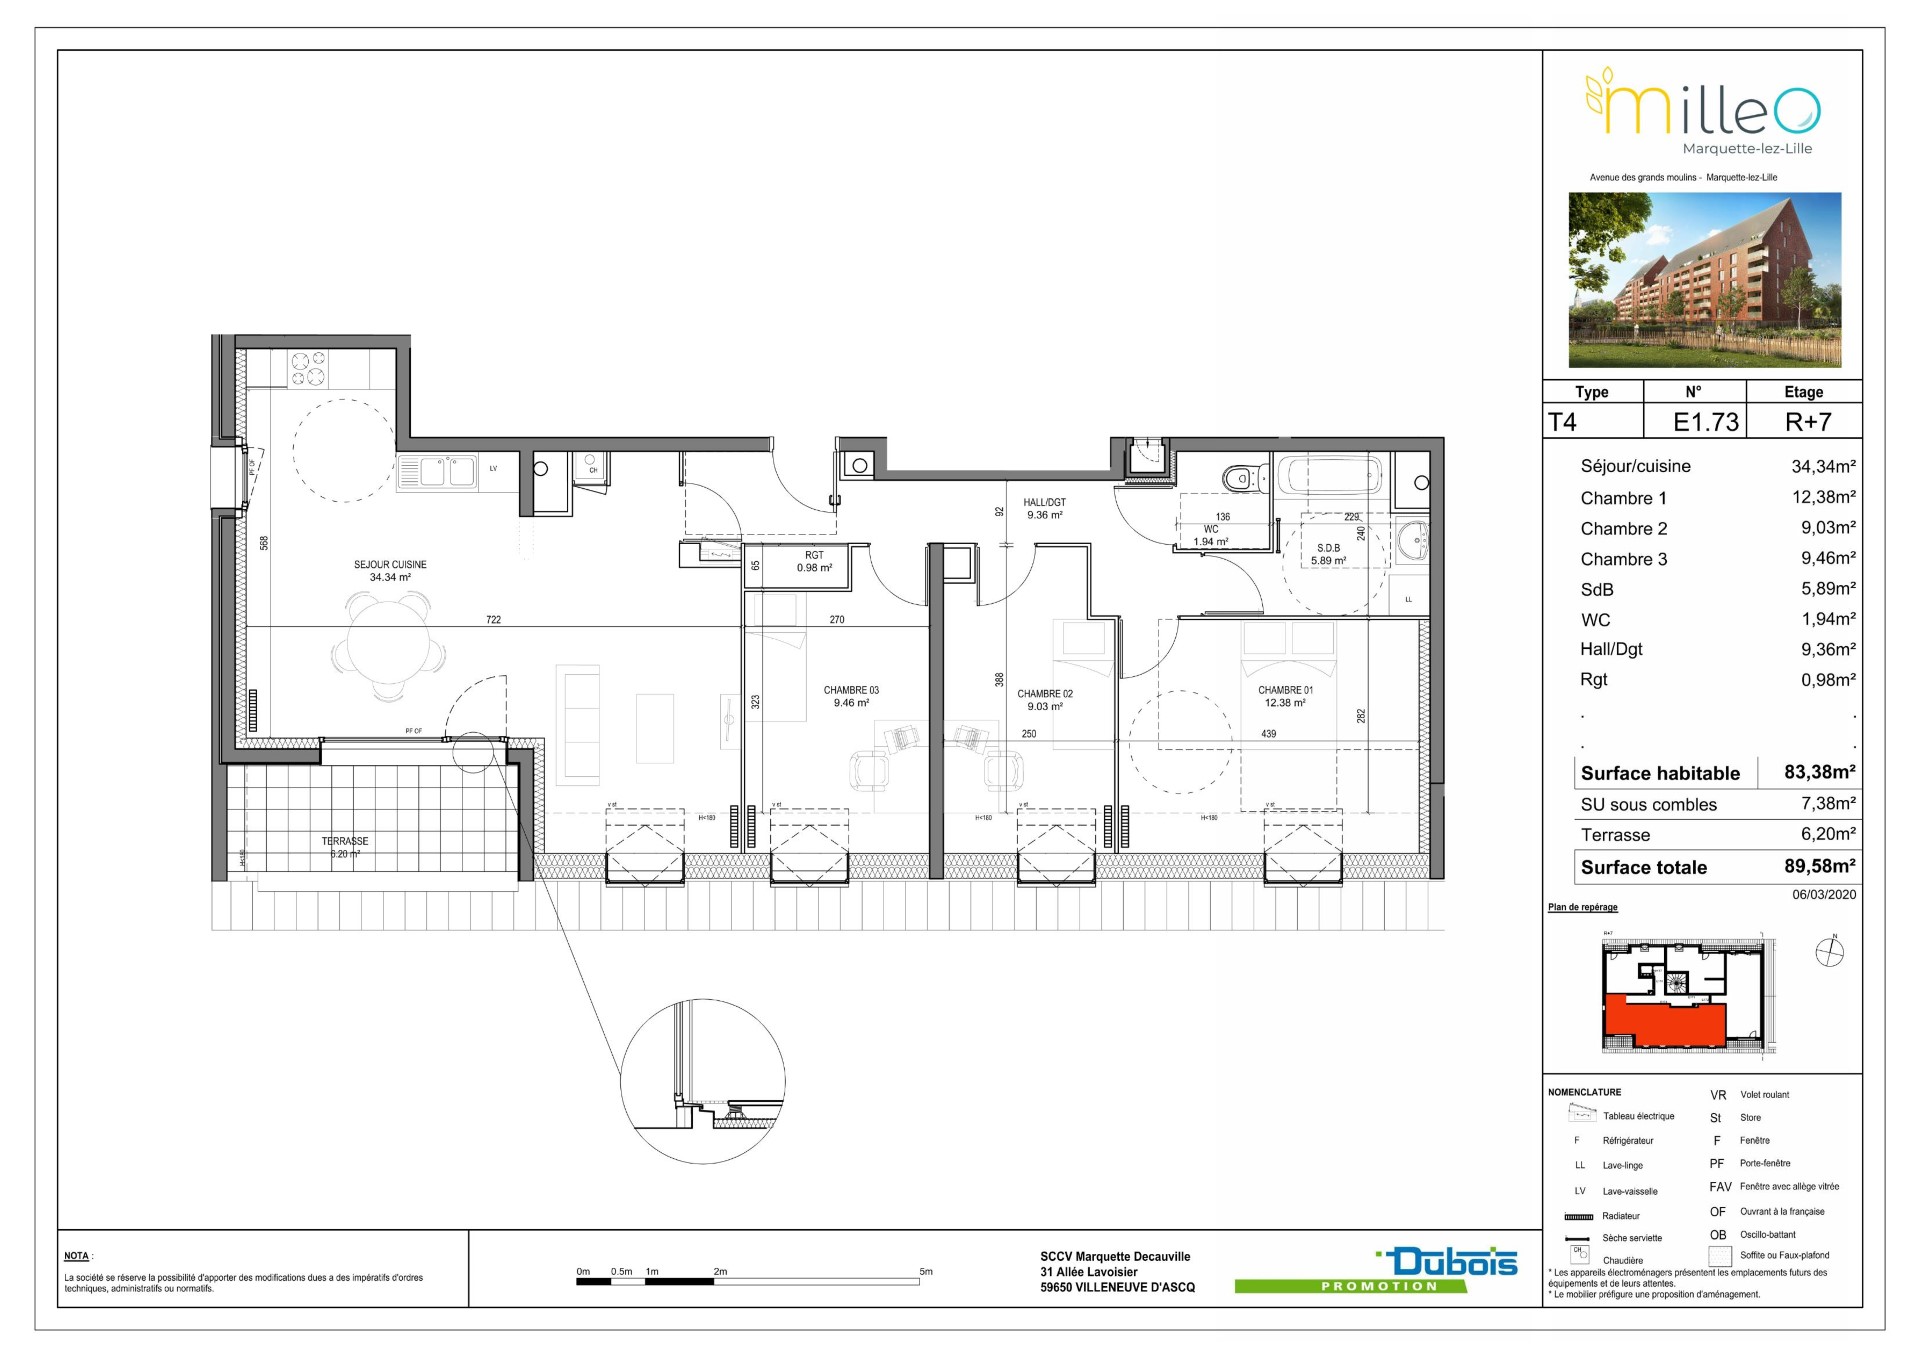 milleO
Marquette-lez-Lille
Avenue des grands moulins - Marquette-lez-Lille
Type N° Etage
T4 E1.73 R+7
Séjour/cuisine 34,34m²
Chambre 1 12,38m²
Chambre 2 9,03m²
Chambre 3 9,46m²
SdB 5,89m²
WC 1,94m²
Hall/Dgt 9,36m²
Rgt 0,98m²
. .
. .
Surface habitable 83,38m²
SU sous combles 7,38m²
Terrasse 6,20m²
Surface totale 89,58m²
06/03/2020
Plan de repérage
R+7
N
NOMENCLATURE
Tableau électrique
F Réfrigérateur
LL Lave-linge
LV Lave-vaisselle
Radiateur
Sèche serviette
CH Chaudière
VR Volet roulant
St Store
F Fenêtre
PF Porte-fenêtre
FAV Fenêtre avec allège vitrée
OF Ouvrant à la française
OB Oscillo-battant
Soffite ou Faux-plafond
* Les appareils électroménagers présentent les emplacements futurs des
équipements et de leurs attentes.
* Le mobilier préfigure une proposition d'aménagement.
PF OF
LV
CH
568
SEJOUR CUISINE
34.34 m²
722
PF OF
TERRASSE
6.20 m²
H<180
RGT
0.98 m²
65
270
323
CHAMBRE 03
9.46 m²
HALL/DGT
9.36 m²
92
388
CHAMBRE 02
9.03 m²
250
136
WC
1.94 m²
229
240
S.D.B
5.89 m²
LL
CHAMBRE 01
12.38 m²
282
439
v st
H<180
v st
H<180
v st
H<180
v st
NOTA :
La société se réserve la possibilité d'apporter des modifications dues a des impératifs d'ordres
techniques, administratifs ou normatifs.
0m 0.5m 1m 2m 5m
SCCV Marquette Decauville
31 Allée Lavoisier
59650 VILLENEUVE D'ASCQ
Dubois
PROMOTION